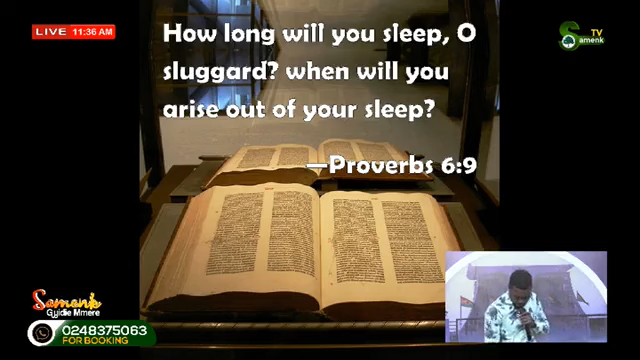 LIVE 11:36 AM
How long will you sleep, O
sluggard? when will you
arise out of your sleep?
—Proverbs 6:9
S TV
amenk
Samenk
Gyidie Mmere
0248375063
FOR BOOKING